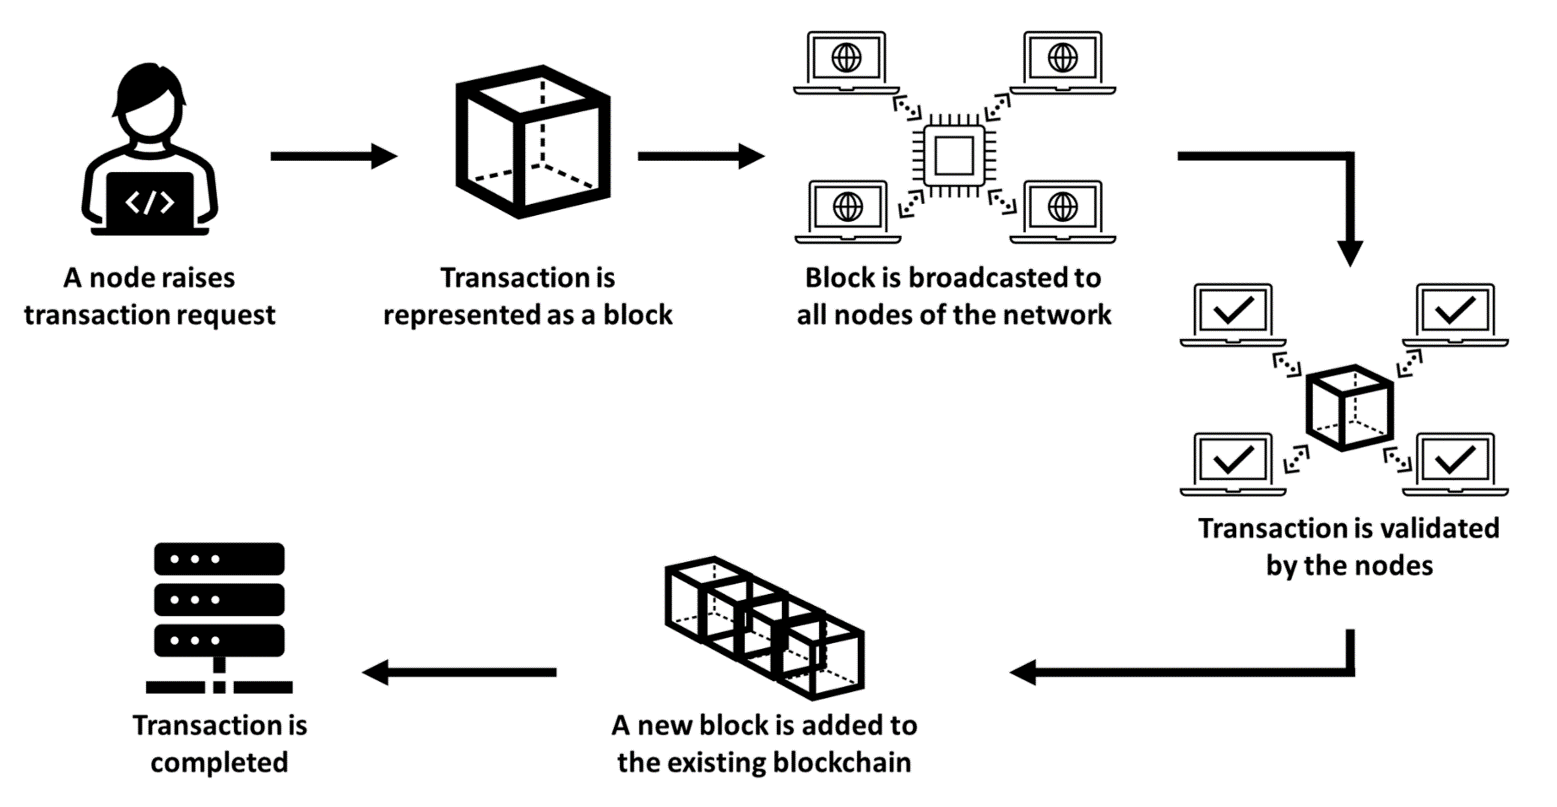 A node raises
transaction request
Transaction is
represented as a block
Block is broadcasted to
all nodes of the network
Transaction is validated
by the nodes
A new block is added to
the existing blockchain
Transaction is
completed